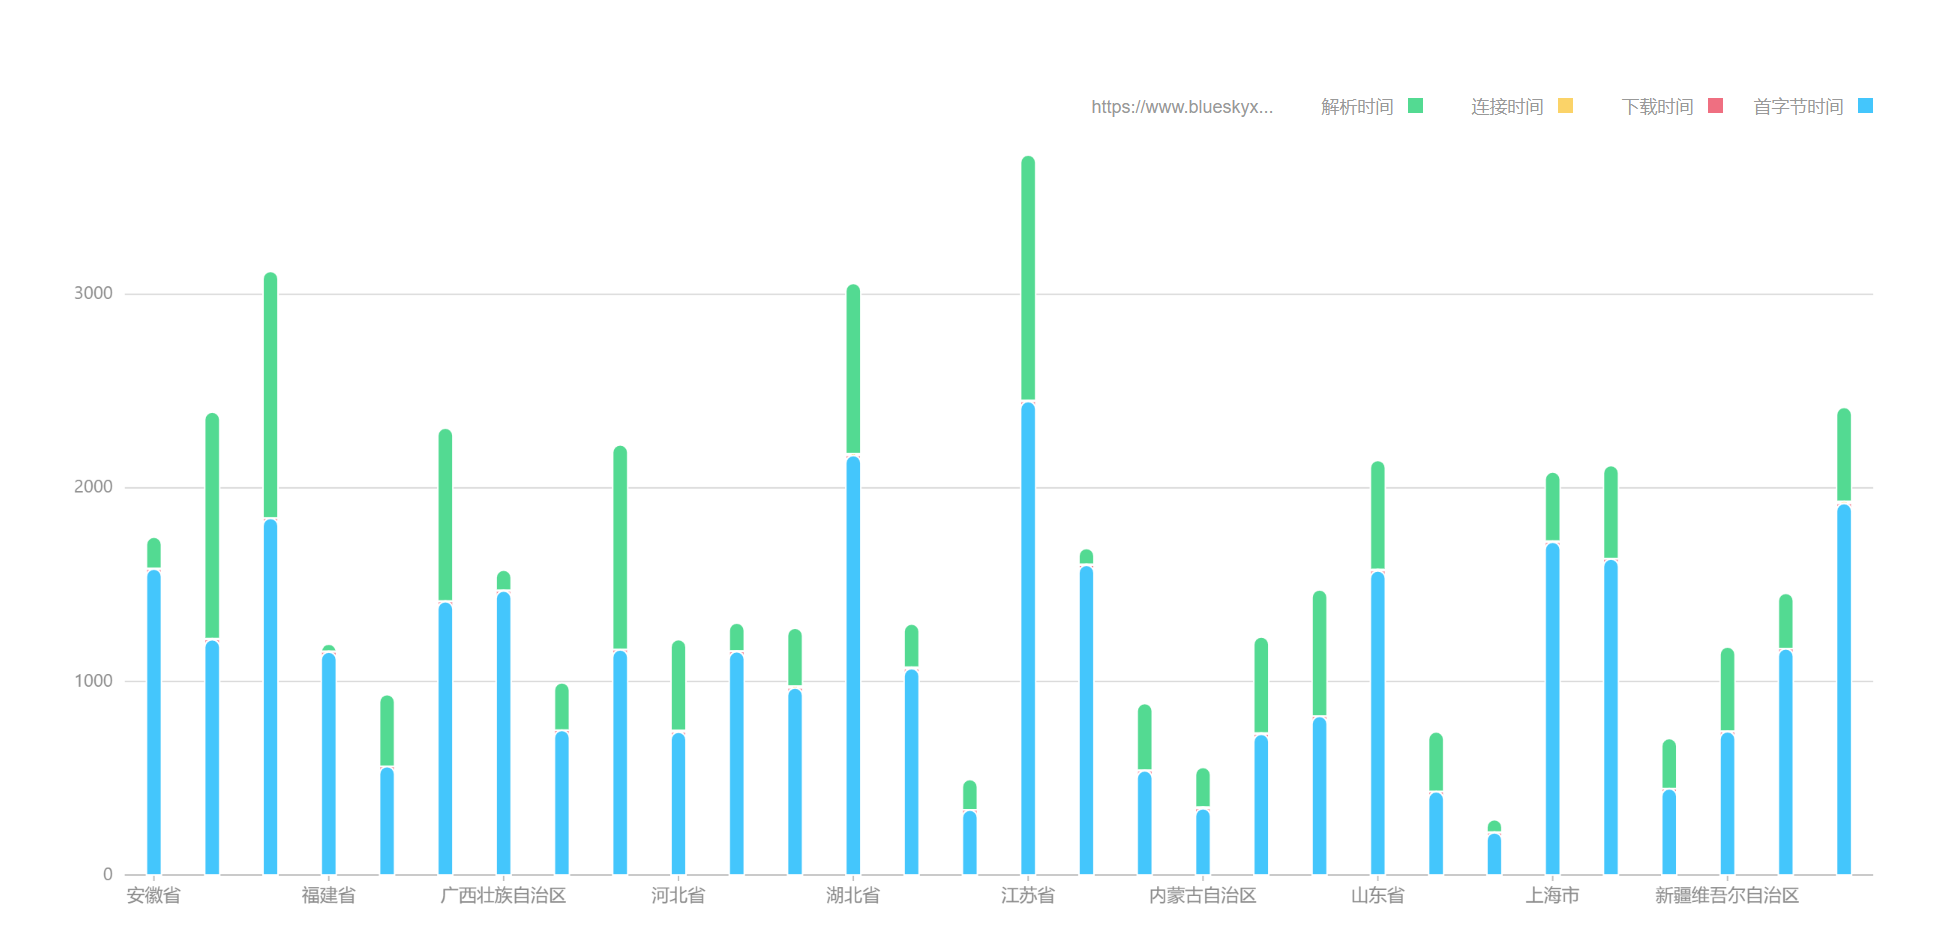 https://www.blueskyx... 解析时间 连接时间 下载时间 首字节时间
3000
2000
1000
0
安徽省 福建省 广西壮族自治区 河北省 湖北省 江苏省 内蒙古自治区 山东省 上海市 新疆维吾尔自治区